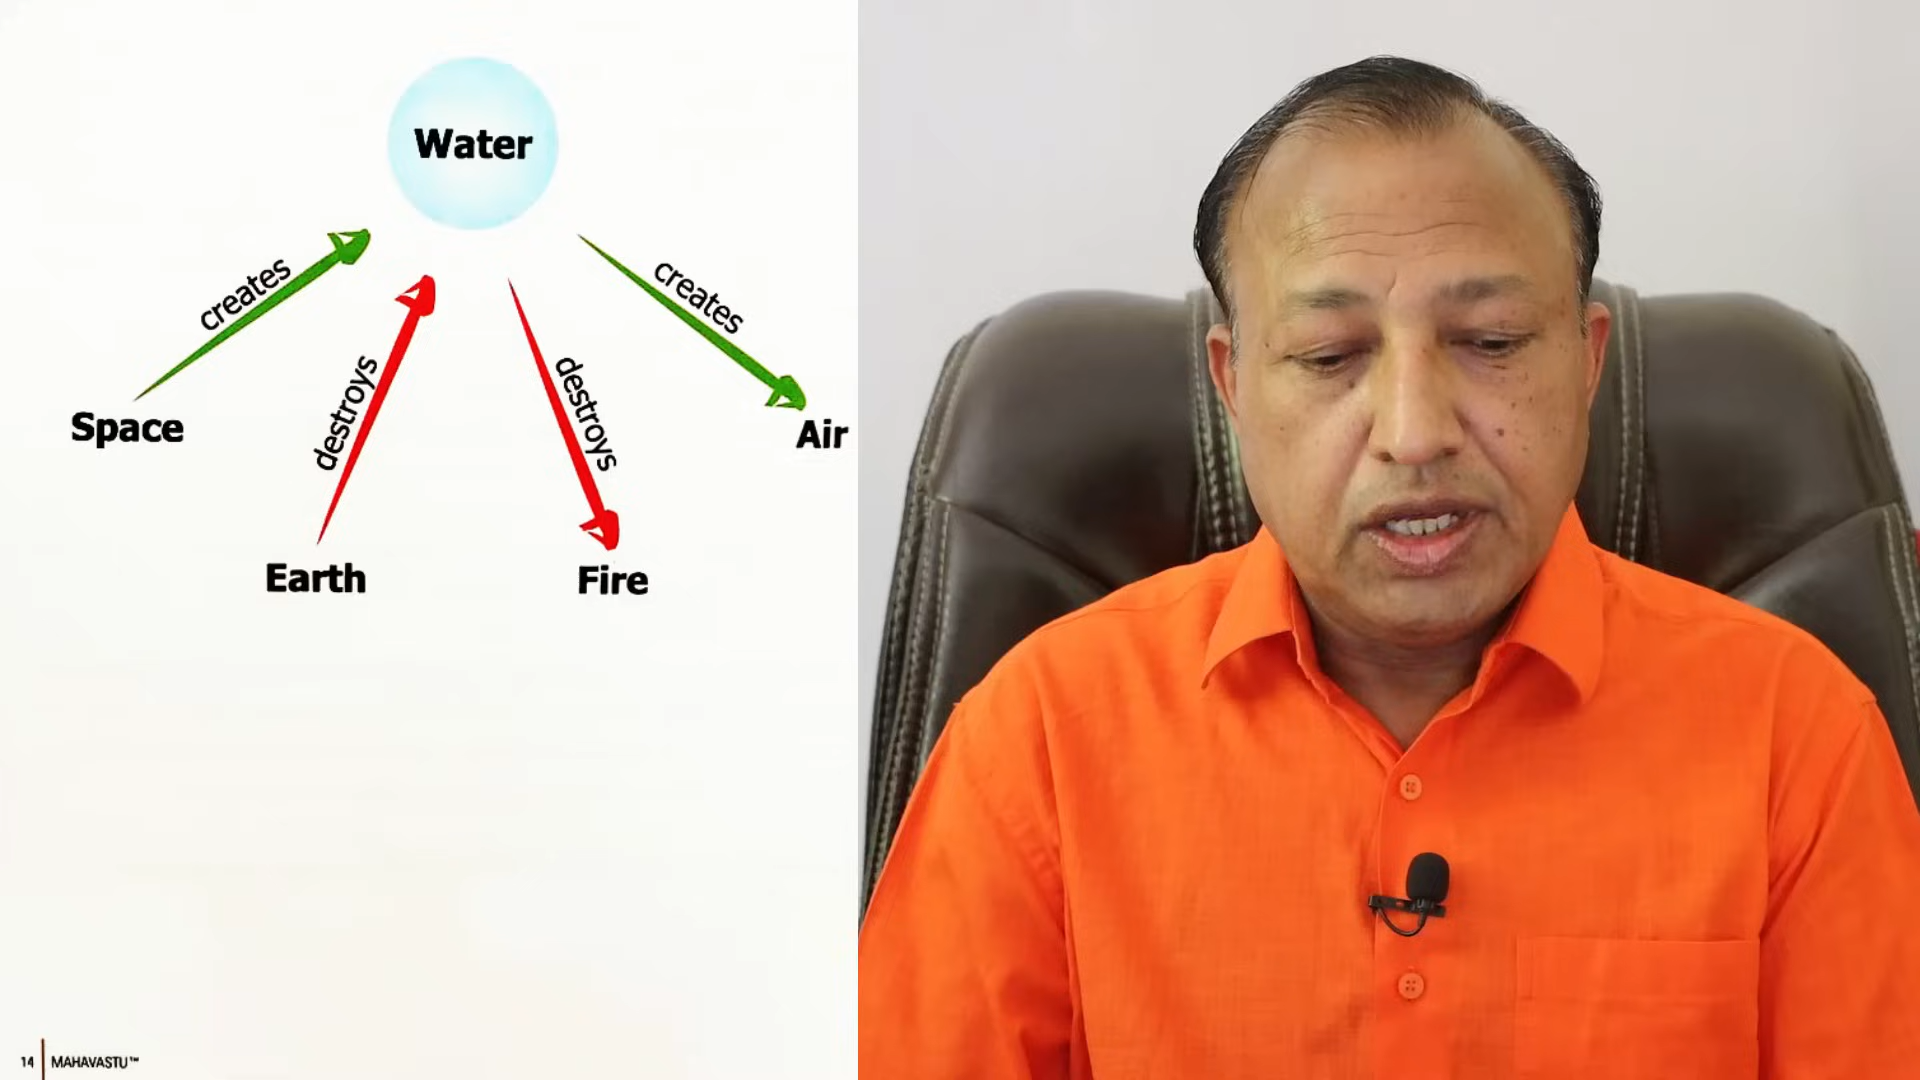 Water
creates
creates
destroys
destroys
Space
Air
Earth
Fire
14 | MAHAVASTU™